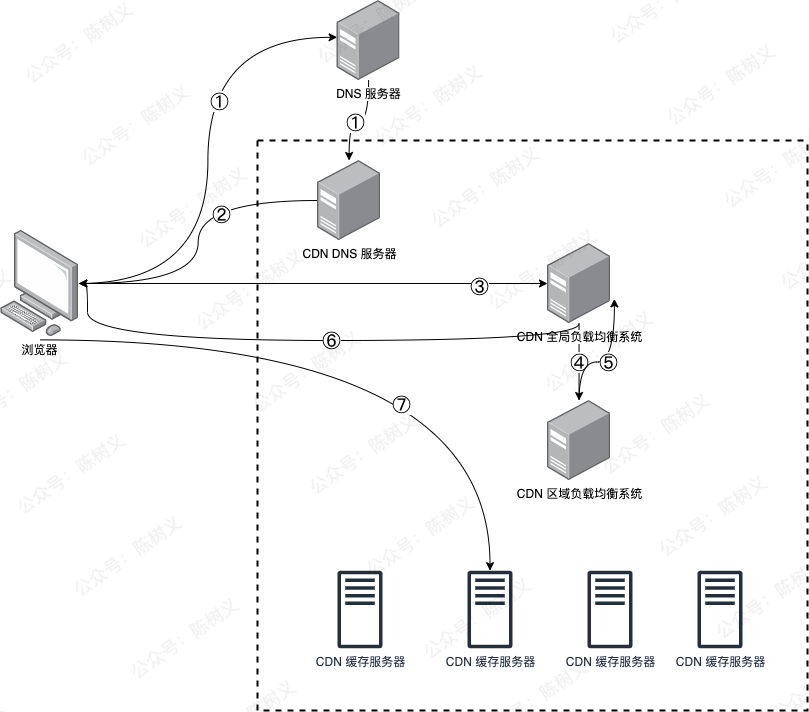 DNS 服务器
①
①
②
CDN DNS 服务器
③
浏览器
CDN 全局负载均衡系统
⑥
④
⑤
⑦
CDN 区域负载均衡系统
CDN 缓存服务器
CDN 缓存服务器
CDN 缓存服务器
CDN 缓存服务器
公众号：陈树义